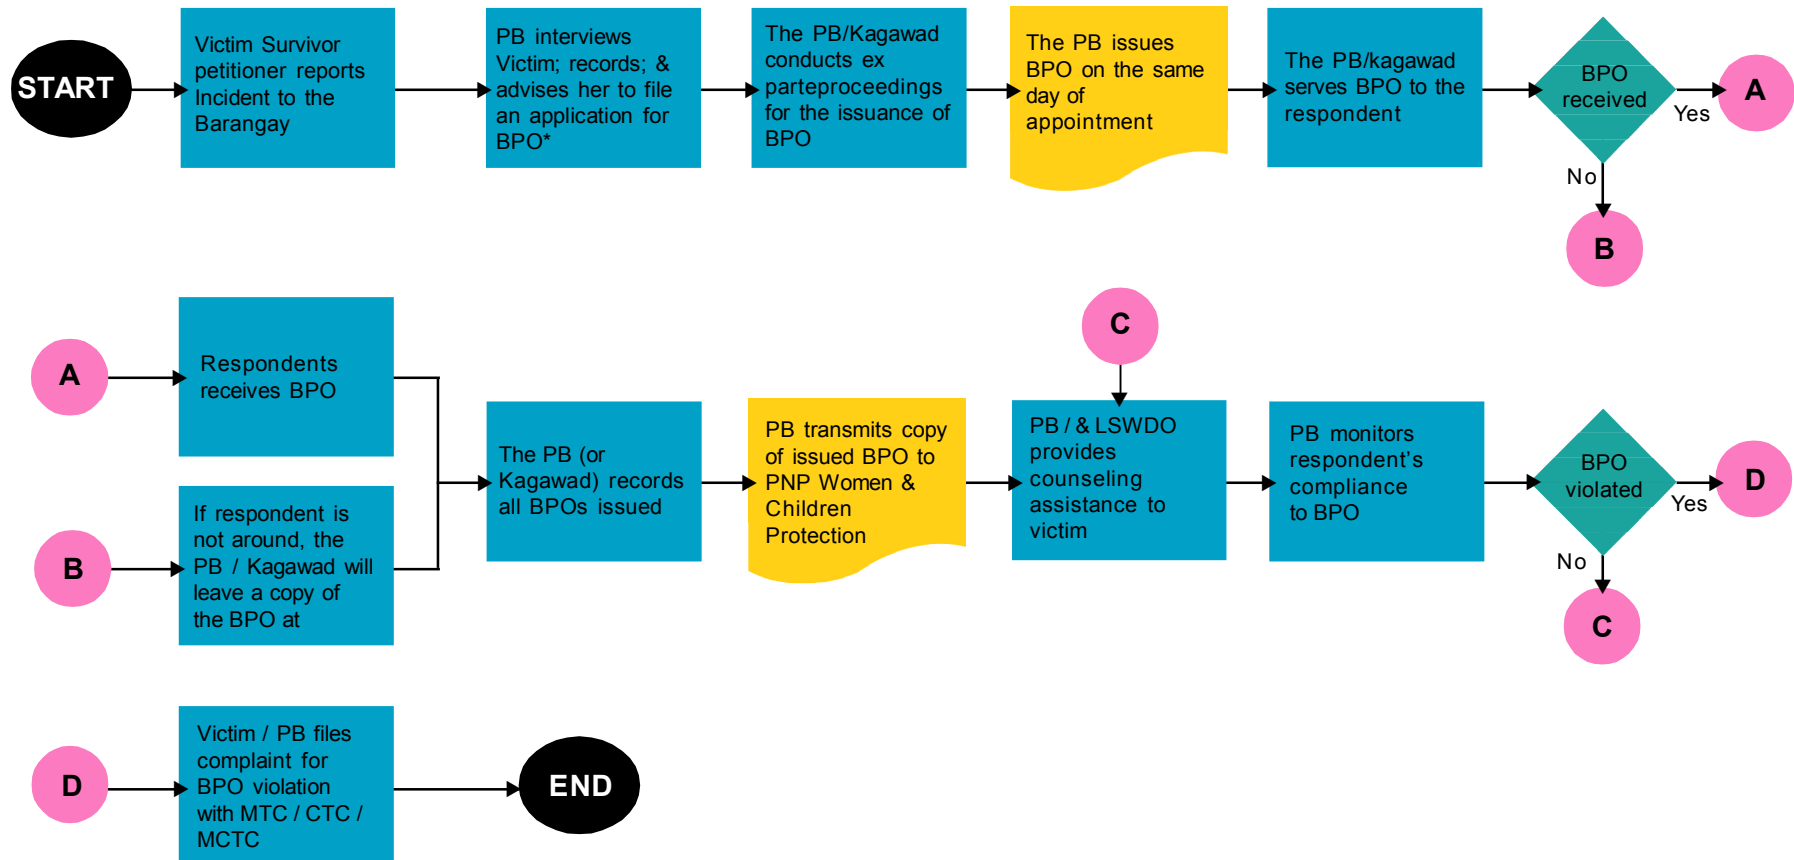 START
Victim Survivor
petitioner reports
Incident to the
Barangay
PB interviews
Victim; records; &
advises her to file
an application for
BPO*
The PB/Kagawad
conducts ex
parteproceedings
for the issuance of
BPO
The PB issues
BPO on the same
day of
appointment
The PB/kagawad
serves BPO to the
respondent
BPO
received
Yes
A
No
B
A
Respondents
receives BPO
B
If respondent is
not around, the
PB / Kagawad will
leave a copy of
the BPO at
The PB (or
Kagawad) records
all BPOs issued
PB transmits copy
of issued BPO to
PNP Women &
Children
Protection
C
PB / & LSWDO
provides
counseling
assistance to
victim
PB monitors
respondent's
compliance
to BPO
BPO
violated
Yes
D
No
C
D
Victim / PB files
complaint for
BPO violation
with MTC / CTC /
MCTC
END